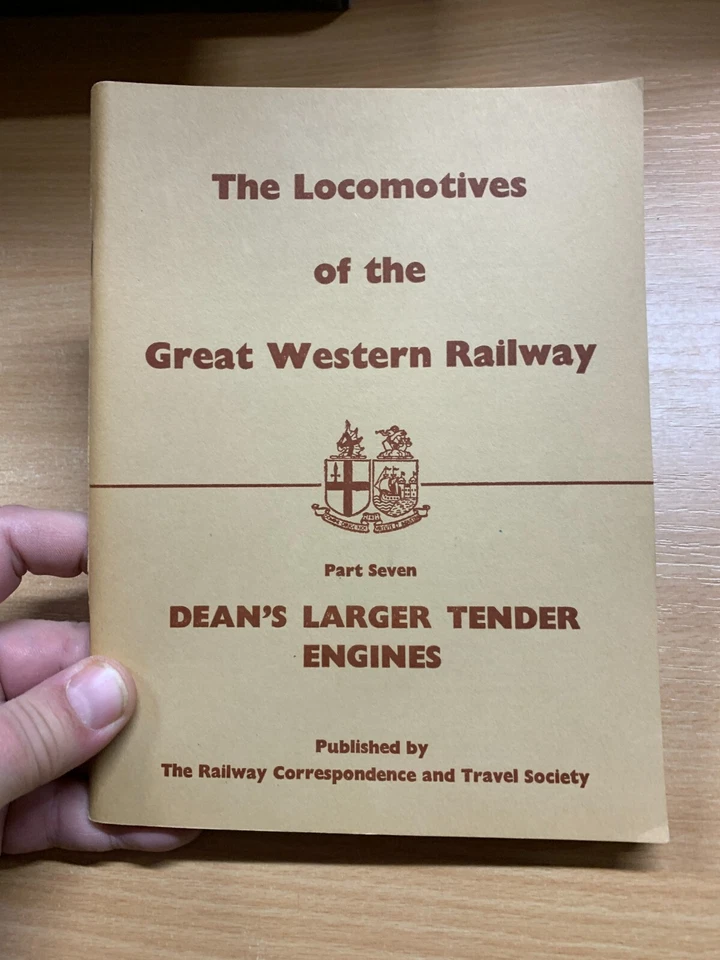 The Locomotives
of the
Great Western Railway
Part Seven
DEAN'S LARGER TENDER
ENGINES
Published by
The Railway Correspondence and Travel Society